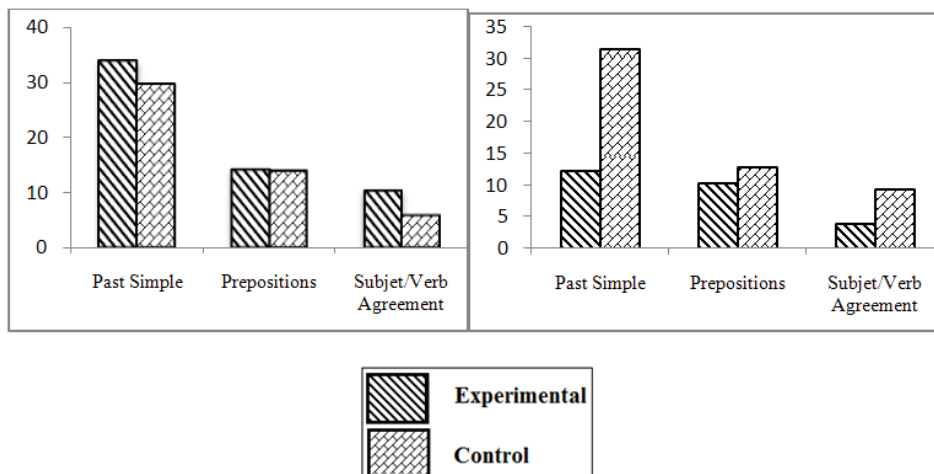 40
30
20
10
0
Past Simple
Prepositions
Subjet/Verb
Agreement
35
30
25
20
15
10
5
0
Past Simple
Prepositions
Subjet/Verb
Agreement
Experimental
Control